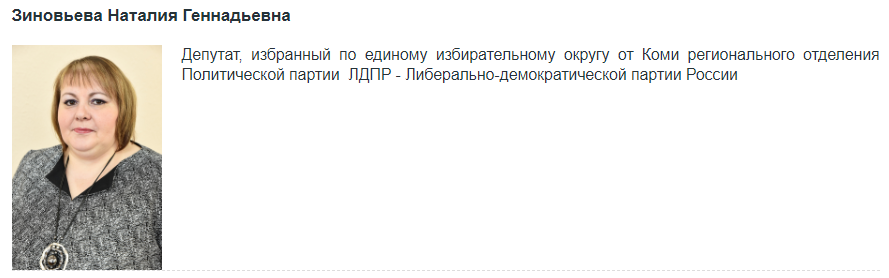 Зиновьева Наталия Геннадьевна
Депутат, избранный по единому избирательному округу от Коми регионального отделения
Политической партии ЛДПР - Либерально-демократической партии России